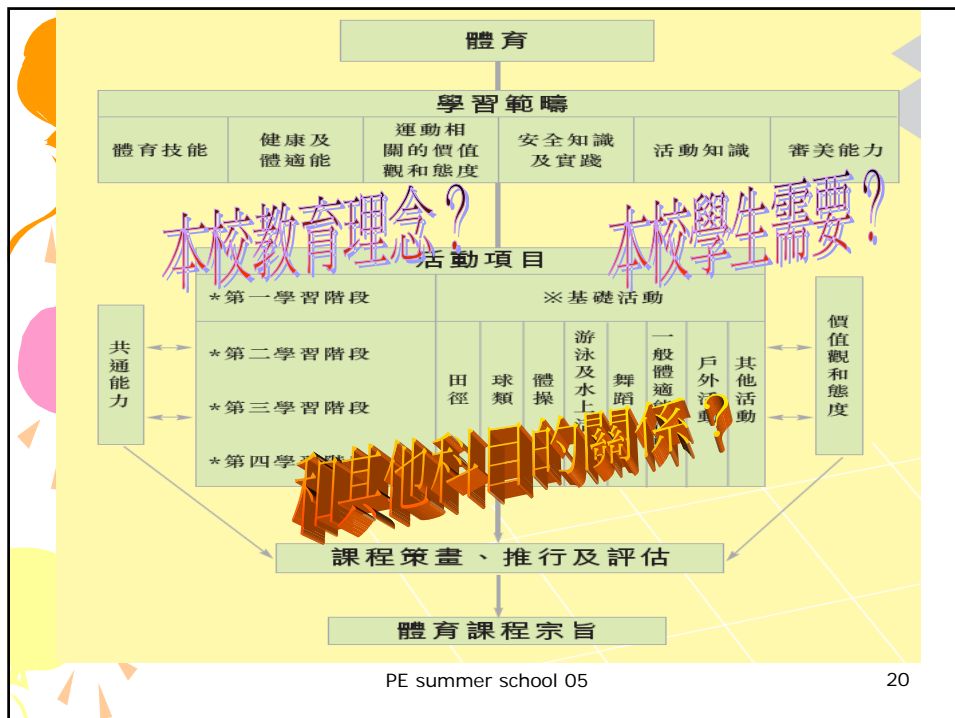 體育
學習範疇
體育技能
健康及
體適能
運動相
關的價值
觀和態度
安全知識
及實踐
活動知識
審美能力
本校教育理念？
本校學生需要？
活動項目
*第一學習階段
※基礎活動
*第二學習階段
*第三學習階段
*第四學
田徑
球類
體操
游泳及水上活
舞蹈
一般體適能
戶外活動
其他活動
共通能力
價值觀和態度
和其他科目的關係？
課程策畫、推行及評估
體育課程宗旨
PE summer school 05
20